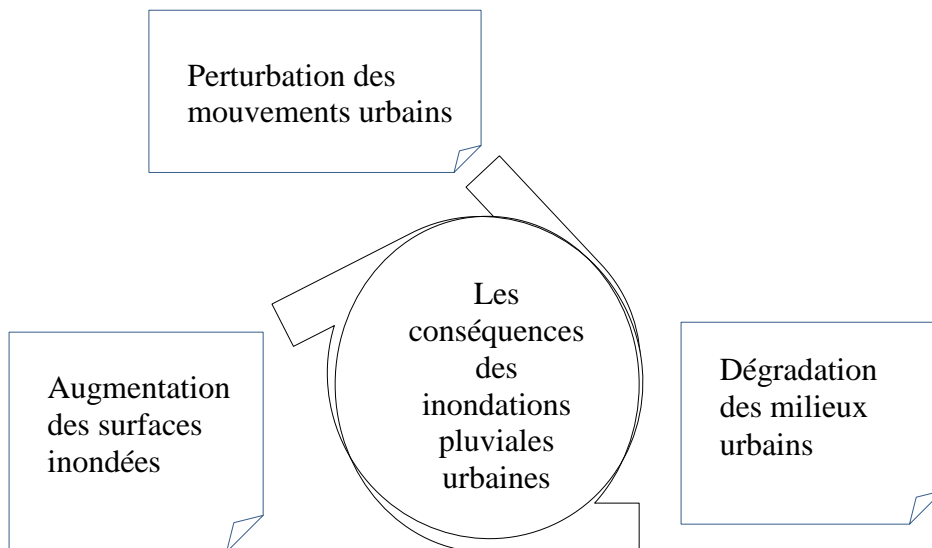 Perturbation des
mouvements urbains
Les
conséquences
des
inondations
pluviales
urbaines
Augmentation
des surfaces
inondées
Dégradation
des milieux
urbains